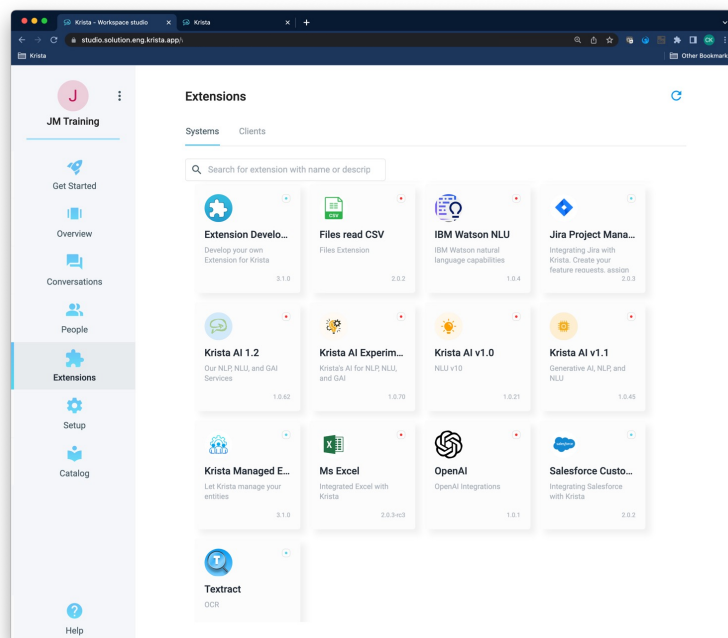 Krista - Workspace studio
Krista
studio.solution.eng.krista.app/
Krista
Other Bookmark
J
JM Training
Get Started
Overview
Conversations
People
Extensions
Setup
Catalog
Help
Extensions
Systems Clients
Search for extension with name or descrip
Extension Develo...
Develop your own
Extension for Krista
3.1.0
CSV
Files read CSV
Files Extension
2.0.2
IBM Watson NLU
IBM Watson natural
language capabilities
1.0.4
Jira Project Mana...
Integrating Jira with
Krista. Create your
feature requests, assign
2.0.3
Krista AI 1.2
Our NLP, NLU, and GAI
Services
1.0.62
Krista AI Experim...
Krista's AI for NLP, NLU,
and GAI
1.0.70
Krista AI v1.0
NLU v10
1.0.21
Krista AI v1.1
Generative AI, NLP, and
NLU
1.0.45
Krista Managed E...
Let Krista manage your
entities
3.1.0
Ms Excel
Integrated Excel with
Krista
2.0.3-rc3
OpenAI
OpenAI Integrations
1.0.1
salesforce
Salesforce Custo...
Integrating Salesforce
with Krista
2.0.2
T
Textract
OCR